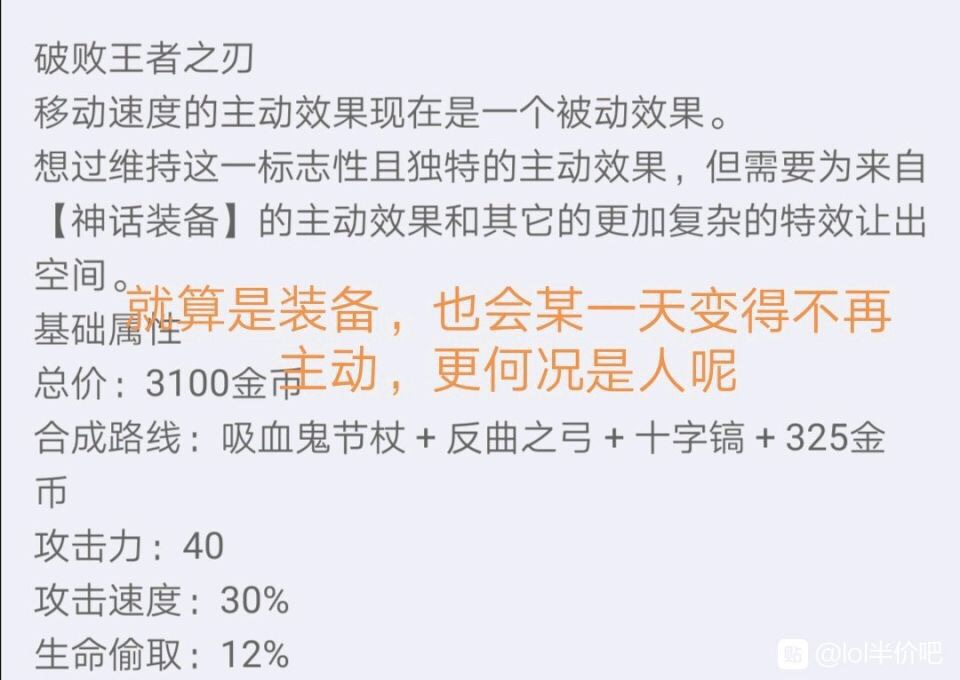 破败王者之刃
移动速度的主动效果现在是一个被动效果。
想过维持这一标志性且独特的主动效果，但需要为来自
【神话装备】的主动效果和其它的更加复杂的特效让出
空间。
就算是装备，也会某一天变得不再
基础属性
主动，更何况是人呢
总价：3100金币
合成路线：吸血鬼节杖 + 反曲之弓 + 十字镐 + 325金
币
攻击力：40
攻击速度：30%
生命偷取：12%
贴 @lol半价吧